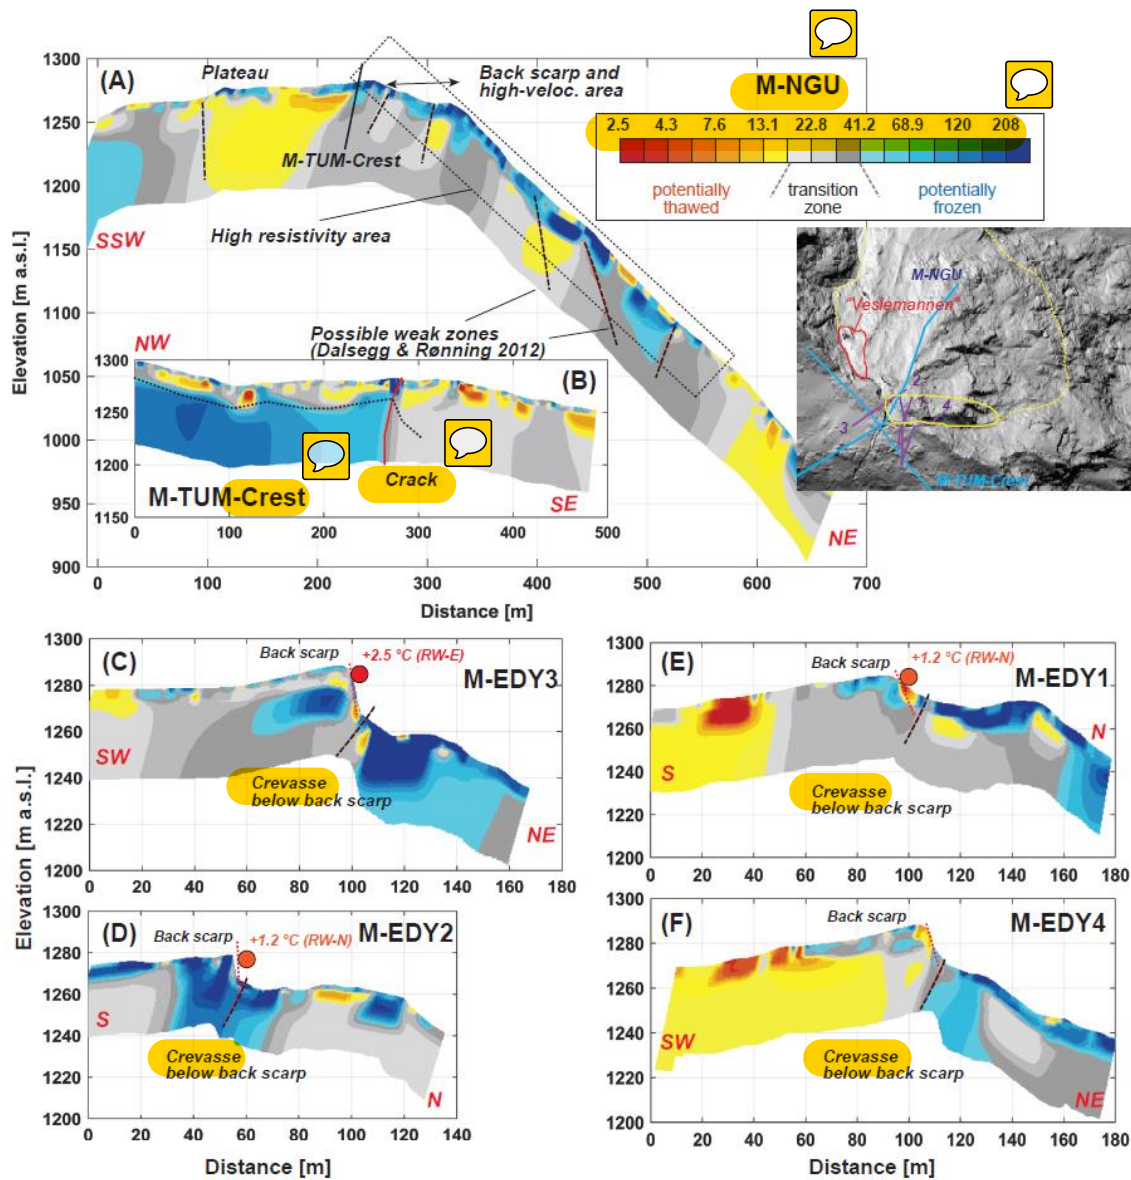 (A)
Plateau
Back scarp and
high-veloc. area
M-NGU
2.5 4.3 7.6 13.1 22.8 41.2 68.9 120 208
potentially
thawed
transition
zone
potentially
frozen
M-TUM-Crest
High resistivity area
SSW
Possible weak zones
(Dalsegg & Rønning 2012)
NE
Elevation [m a.s.l.]
1300
1250
1200
1150
1100
1050
1000
950
900
0 100 200 300 400 500 600 700
Distance [m]
NW
(B)
1300
1250
1200
1150
M-TUM-Crest
Crack
SE
0 100 200 300 400 500
M-NGU
"Veslemannen"
2
1
4
3
M-TUM-Crest
(C)
Back scarp
+2.5 °C (RW-E)
M-EDY3
SW
Crevasse
below back scarp
NE
1300
1280
1260
1240
1220
1200
0 20 40 60 80 100 120 140 160 180
Elevation [m a.s.l.]
(E)
Back scarp
+1.2 °C (RW-N)
M-EDY1
S
N
Crevasse
below back scarp
1300
1280
1260
1240
1220
1200
0 20 40 60 80 100 120 140 160 180
(D)
Back scarp
+1.2 °C (RW-N)
M-EDY2
S
Crevasse
below back scarp
N
1300
1280
1260
1240
1220
1200
0 20 40 60 80 100 120 140
Distance [m]
(F)
Back scarp
M-EDY4
SW
Crevasse
below back scarp
NE
1300
1280
1260
1240
1220
1200
0 20 40 60 80 100 120 140 160 180
Distance [m]